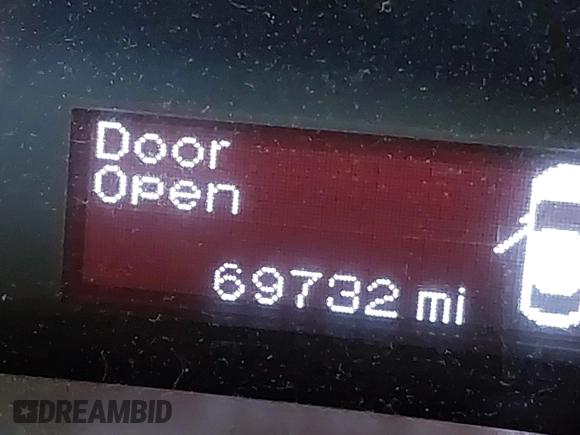 Door
Open
69732 mi
DREAMBID